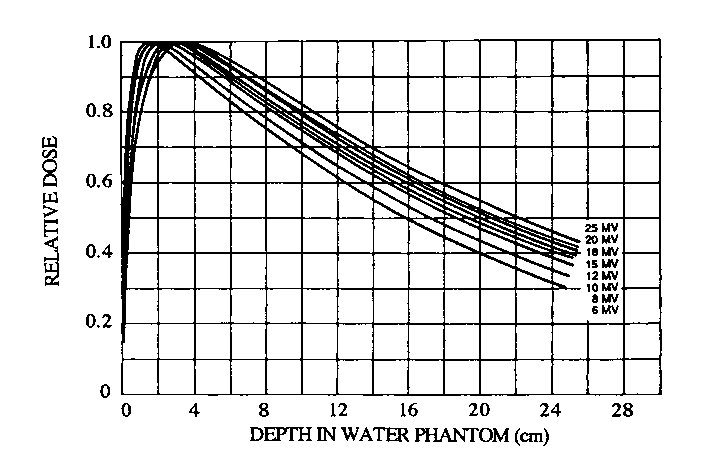 RELATIVE DOSE
1.0
0.8
0.6
0.4
0.2
0
0 4 8 12 16 20 24 28
DEPTH IN WATER PHANTOM (cm)
25 MV
20 MV
18 MV
15 MV
12 MV
10 MV
8 MV
6 MV